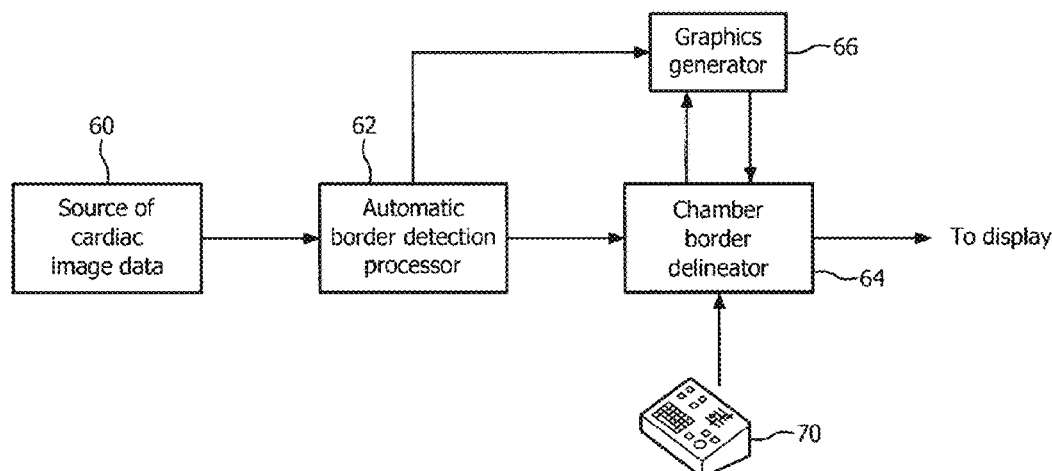 Graphics
generator
66
60
Source of
cardiac
image data
62
Automatic
border detection
processor
Chamber
border
delineator
64
To display
70